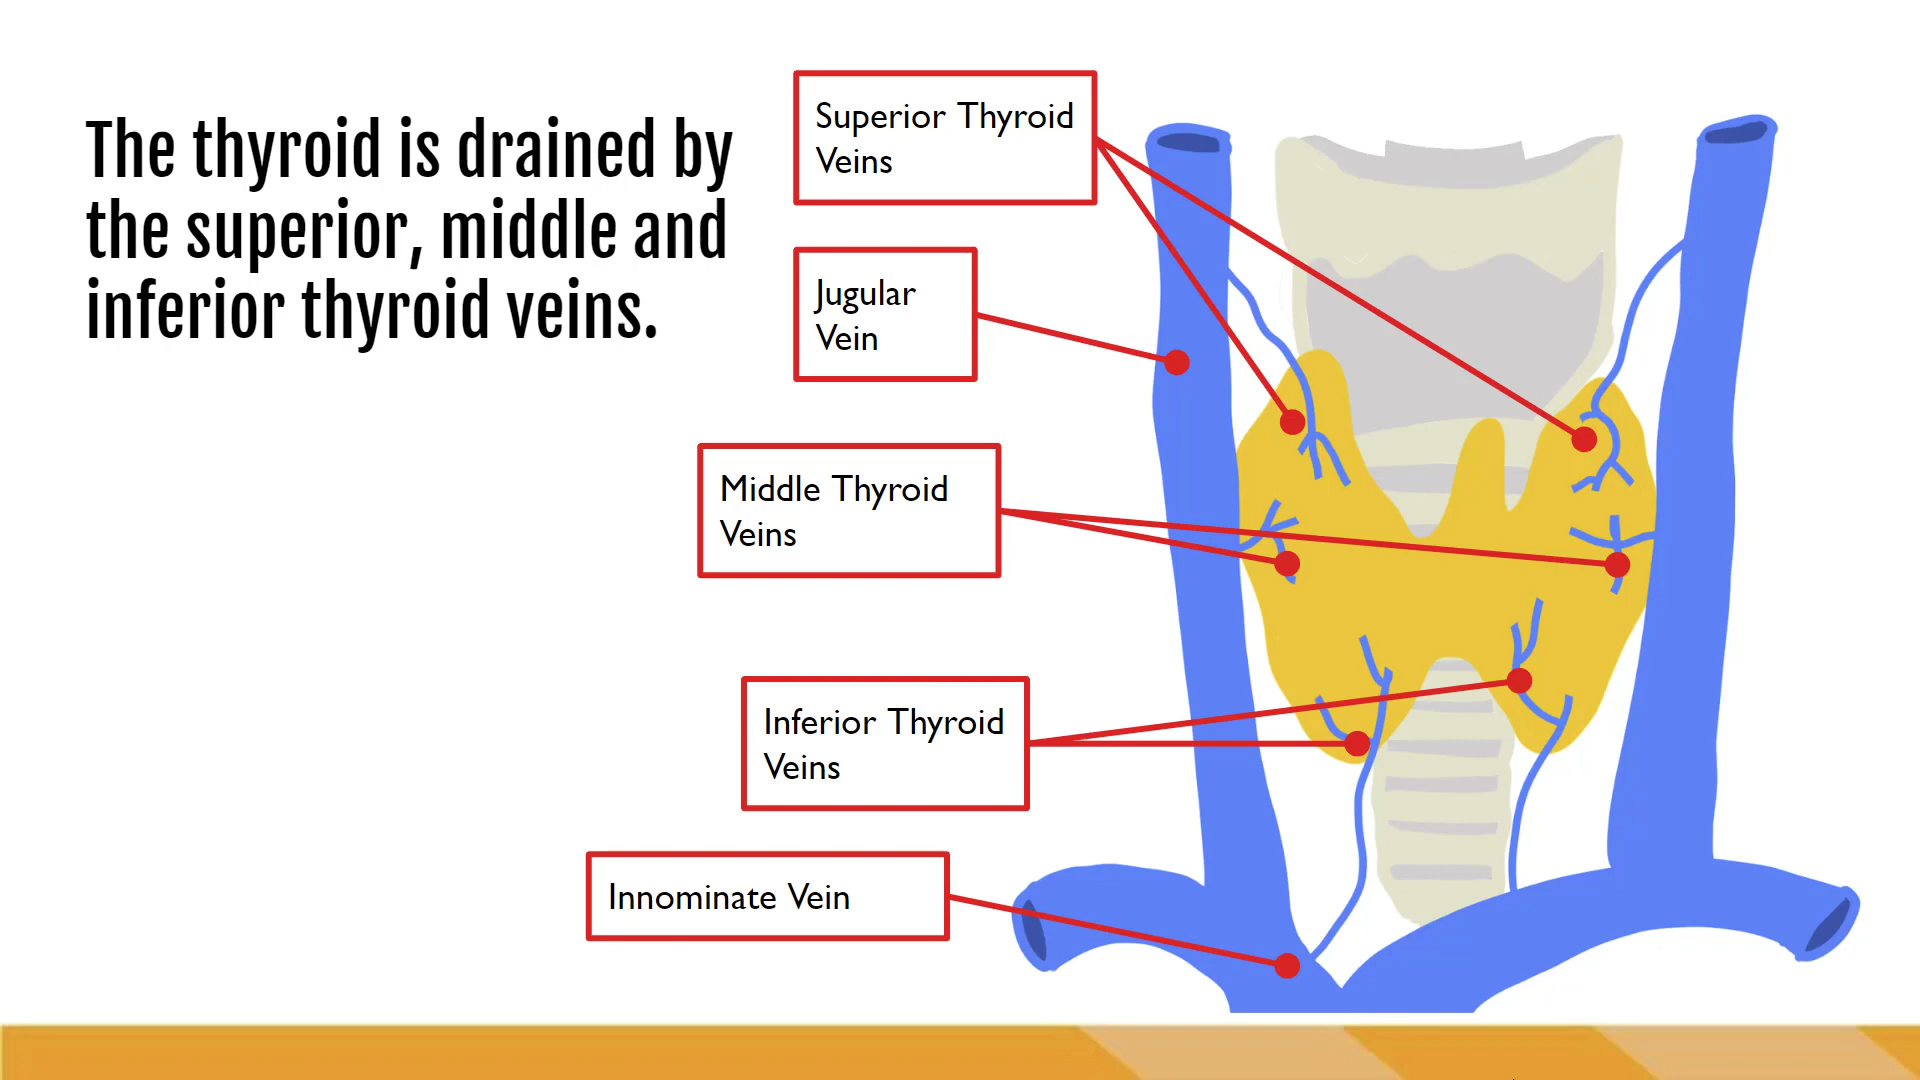 The thyroid is drained by
the superior, middle and
inferior thyroid veins.
Superior Thyroid
Veins
Jugular
Vein
Middle Thyroid
Veins
Inferior Thyroid
Veins
Innominate Vein